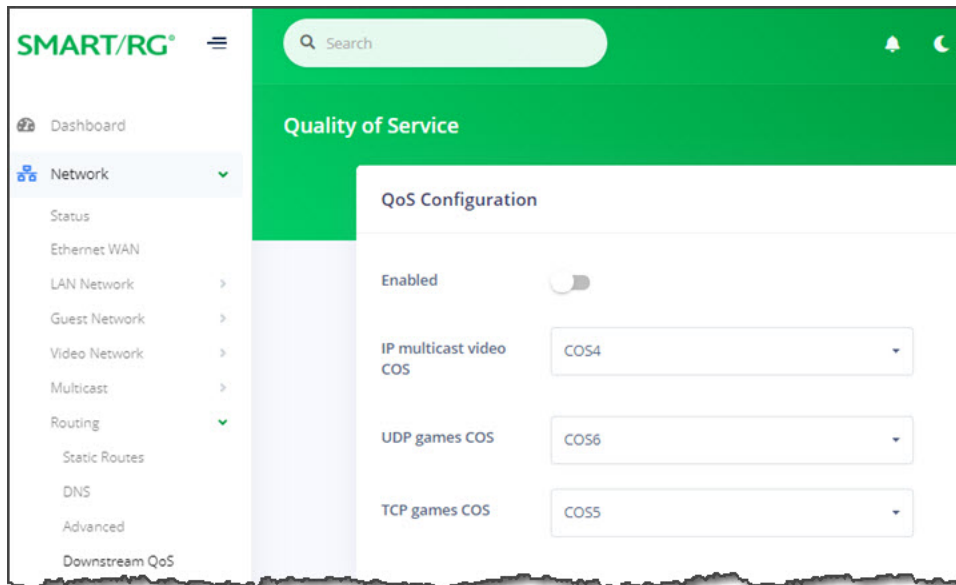 SMART/RG°
Search
Dashboard
Network
Status
Ethernet WAN
LAN Network
Guest Network
Video Network
Multicast
Routing
Static Routes
DNS
Advanced
Downstream QoS
Quality of Service
QoS Configuration
Enabled
IP multicast video
COS
COS4
UDP games COS
COS6
TCP games COS
COS5